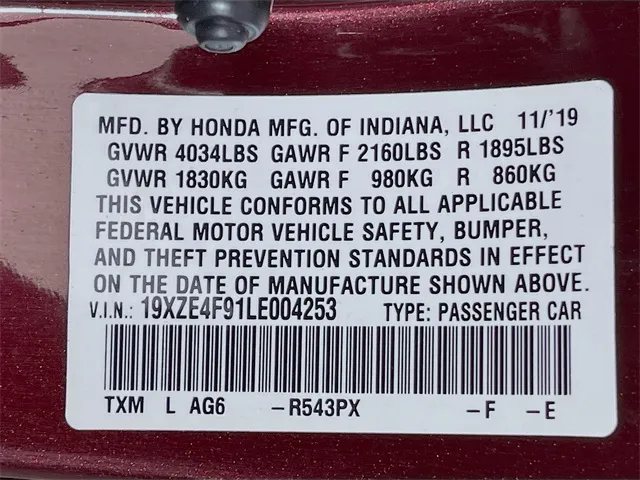 MFD. BY HONDA MFG. OF INDIANA, LLC 11/'19
GVWR 4034LBS GAWR F 2160LBS R 1895LBS
GVWR 1830KG GAWR F 980KG R 860KG
THIS VEHICLE CONFORMS TO ALL APPLICABLE
FEDERAL MOTOR VEHICLE SAFETY, BUMPER,
AND THEFT PREVENTION STANDARDS IN EFFECT
ON THE DATE OF MANUFACTURE SHOWN ABOVE.
V.I.N.: 19XZE4F91LE004253 TYPE: PASSENGER CAR
TXM L AG6 -R543PX -F -E